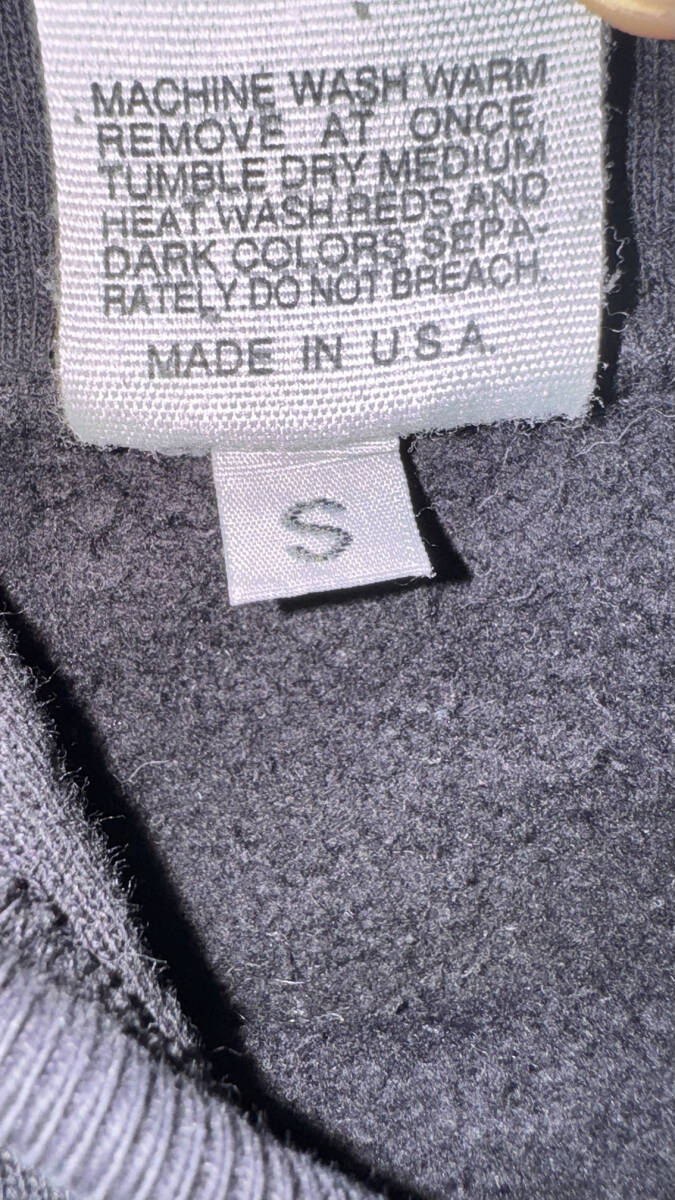 MACHINE WASH WARM
REMOVE AT ONCE,
TUMBLE DRY MEDIUM
HEAT.WASH REDS AND
DARK COLORS SEPA-
RATELY.DO NOT BREACH.
MADE IN U.S.A.
S